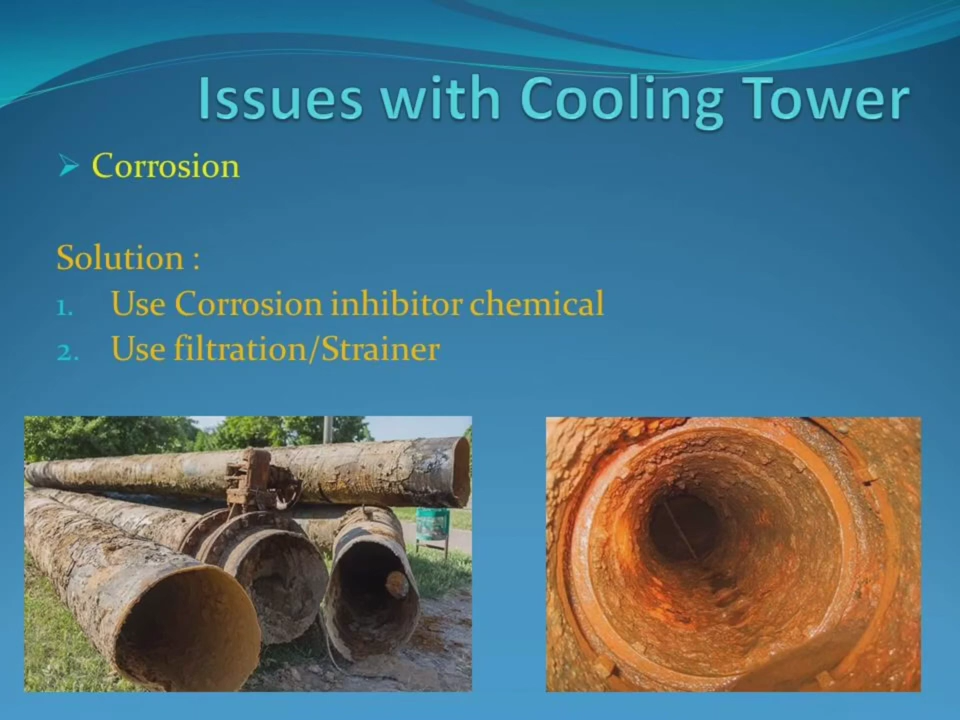 Issues with Cooling Tower
➢ Corrosion
Solution :
1. Use Corrosion inhibitor chemical
2. Use filtration/Strainer